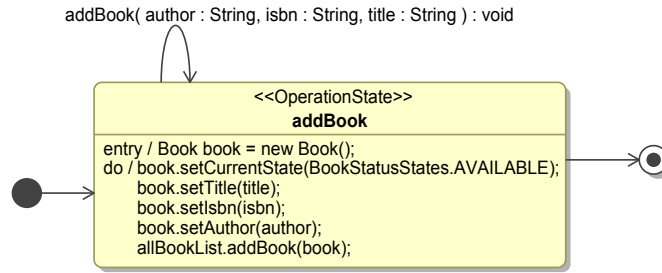 addBook( author : String, isbn : String, title : String ) : void
<<OperationState>>
addBook
entry / Book book = new Book();
do / book.setCurrentState(BookStatusStates.AVAILABLE);
book.setTitle(title);
book.setIsbn(isbn);
book.setAuthor(author);
allBookList.addBook(book);